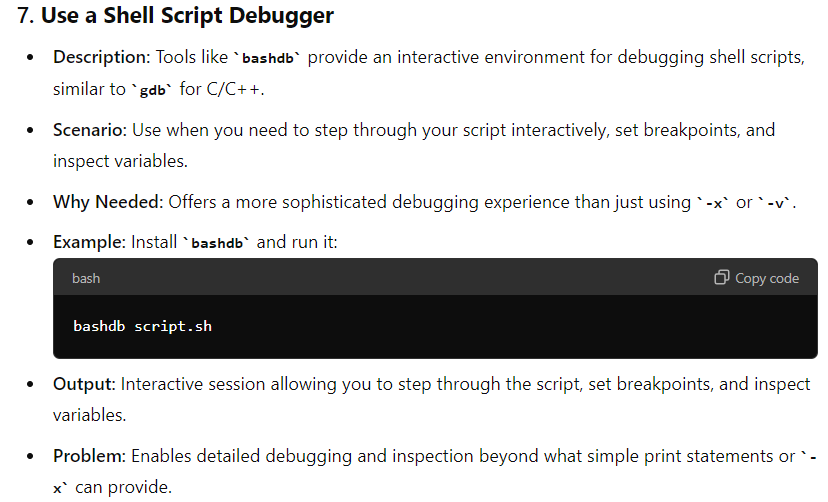 7. Use a Shell Script Debugger
• Description: Tools like `bashdb` provide an interactive environment for debugging shell scripts,
similar to `gdb` for C/C++.
• Scenario: Use when you need to step through your script interactively, set breakpoints, and
inspect variables.
• Why Needed: Offers a more sophisticated debugging experience than just using `-x` or `-v`.
• Example: Install `bashdb` and run it:
bash Copy code
bashdb script.sh
• Output: Interactive session allowing you to step through the script, set breakpoints, and inspect
variables.
• Problem: Enables detailed debugging and inspection beyond what simple print statements or `-
x` can provide.